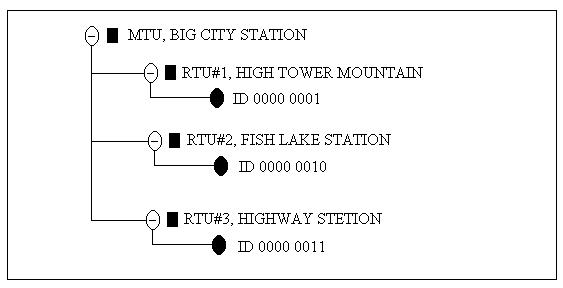 MTU, BIG CITY STATION
RTU#1, HIGH TOWER MOUNTAIN
ID 0000 0001
RTU#2, FISH LAKE STATION
ID 0000 0010
RTU#3, HIGHWAY STETION
ID 0000 0011